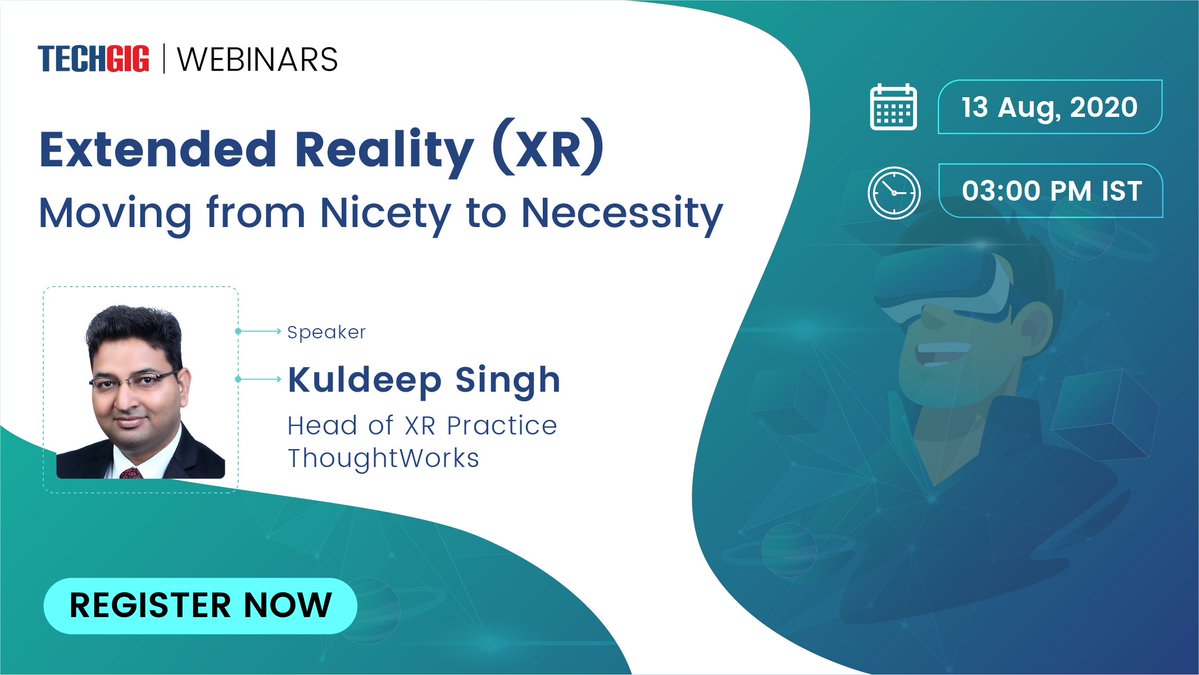 TECHGIG | WEBINARS
Extended Reality (XR)
Moving from Nicety to Necessity
Speaker
Kuldeep Singh
Head of XR Practice
ThoughtWorks
REGISTER NOW
13 Aug, 2020
03:00 PM IST